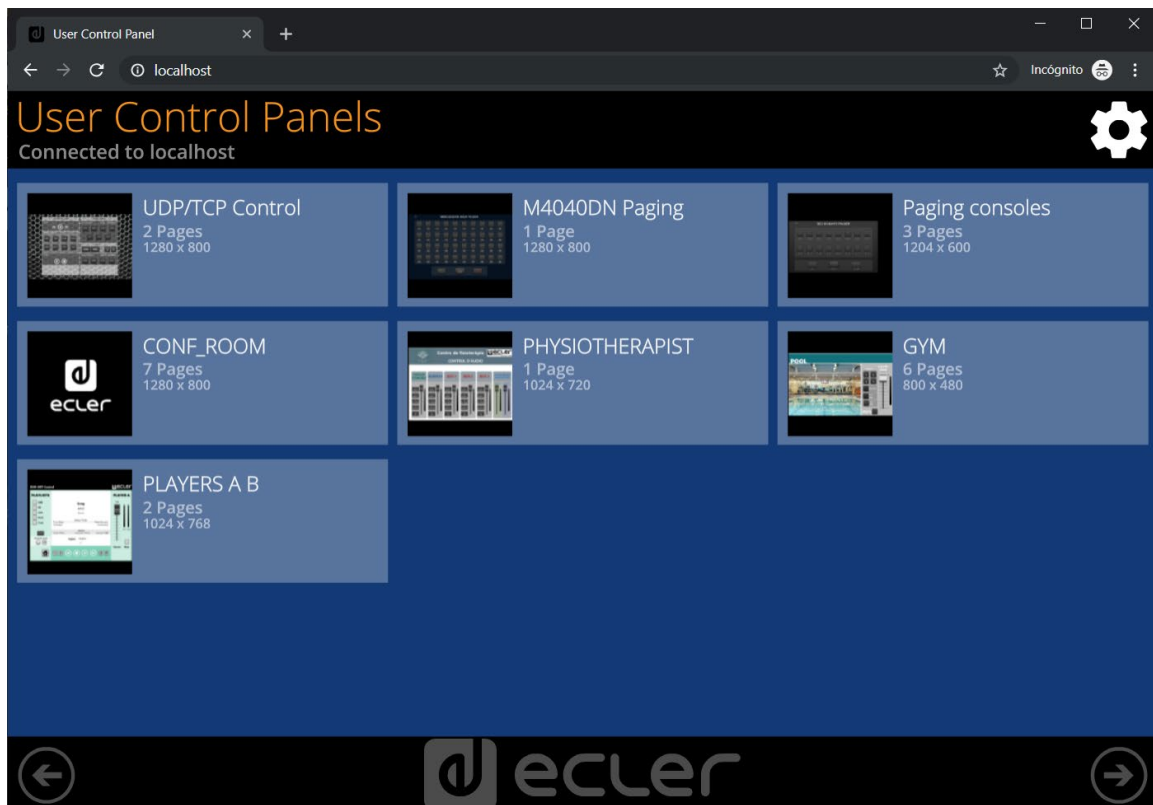 User Control Panel
localhost
Incógnito
User Control Panels
Connected to localhost
UDP/TCP Control
2 Pages
1280 x 800
M4040DN Paging
1 Page
1280 x 800
Paging consoles
3 Pages
1204 x 600
ecler
CONF_ROOM
7 Pages
1280 x 800
PHYSIOTHERAPIST
1 Page
1024 x 720
POOL
GYM
6 Pages
800 x 480
PLAYERS A B
2 Pages
1024 x 768
ecler